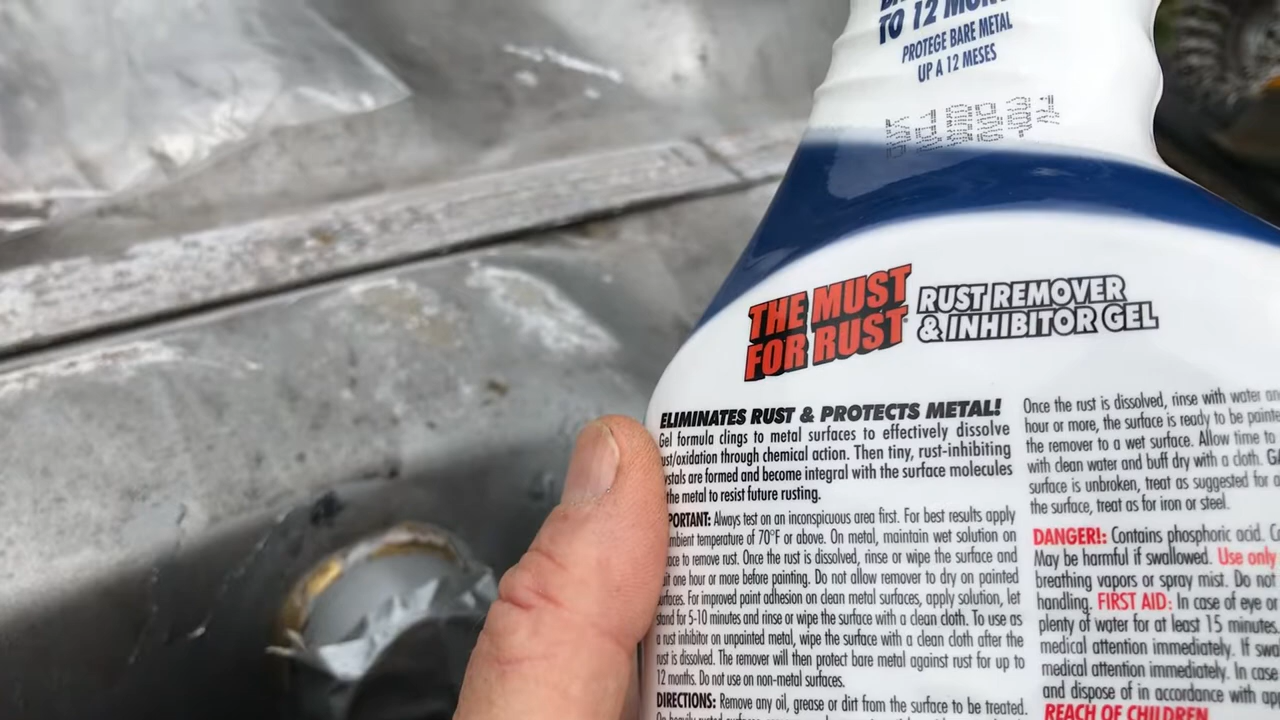 TO 12
PROTEGE BARE METAL
UP A 12 MESES
THE MUST
FOR RUST
RUST REMOVER
& INHIBITOR GEL
ELIMINATES RUST & PROTECTS METAL!
Gel formula clings to metal surfaces to effectively dissolve
ust/oxidation through chemical action. Then tiny, rust-inhibiting
ystals are formed and become integral with the surface molecules
the metal to resist future rusting.
PORTANT: Always test on an inconspicuous area first. For best results apply
mbient temperature of 70°F or above. On metal, maintain wet solution on
ace to remove rust. Once the rust is dissolved, rinse or wipe the surface and
it one hour or more before painting. Do not allow remover to dry on painted
urfaces. For improved paint adhesion on clean metal surfaces, apply solution, let
stand for 5-10 minutes and rinse or wipe the surface with a clean cloth. To use as
a rust inhibitor on unpainted metal, wipe the surface with a clean cloth after the
rust is dissolved. The remover will then protect bare metal against rust for up to
12 months. Do not use on non-metal surfaces.
DIRECTIONS: Remove any oil, grease or dirt from the surface to be treated.
Once the rust is dissolved, rinse with water an
hour or more, the surface is ready to be painte
the remover to a wet surface. Allow time to
with clean water and buff dry with a cloth. GA
surface is unbroken, treat as suggested for a
the surface, treat as for iron or steel.
DANGER!: Contains phosphoric acid. C
May be harmful if swallowed. Use only
breathing vapors or spray mist. Do not
handling. FIRST AID: In case of eye or
plenty of water for at least 15 minutes.
medical attention immediately. If swa
medical attention immediately. In case
and dispose of in accordance with ap
REACH OF CHILDREN